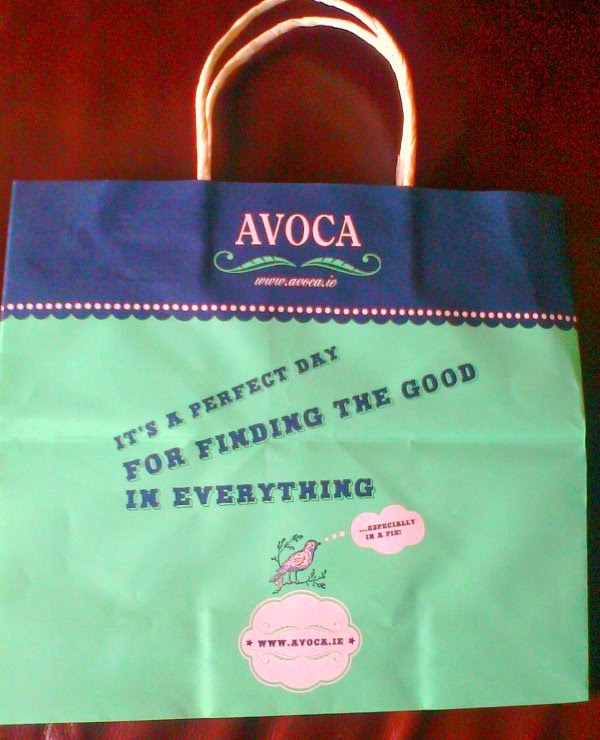 AVOCA
www.avoca.ie
IT'S A PERFECT DAY
FOR FINDING THE GOOD
IN EVERYTHING
...ESPECIALLY
IN A PIE!
★ WWW.AVOCA.IE ★